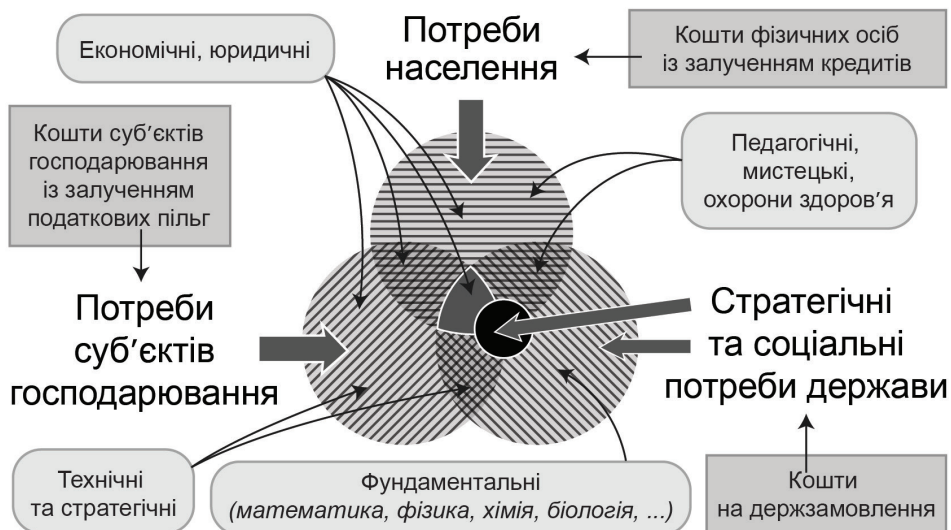 Економічні, юридичні
Потреби
населення
Кошти фізичних осіб
із залученням кредитів
Кошти суб’єктів
господарювання
із залученням
податкових пільг
Педагогічні,
мистецькі,
охорони здоров’я
Потреби
суб’єктів
господарювання
Стратегічні
та соціальні
потреби держави
Технічні
та стратегічні
Фундаментальні
(математика, фізика, хімія, біологія, ...)
Кошти
на держзамовлення